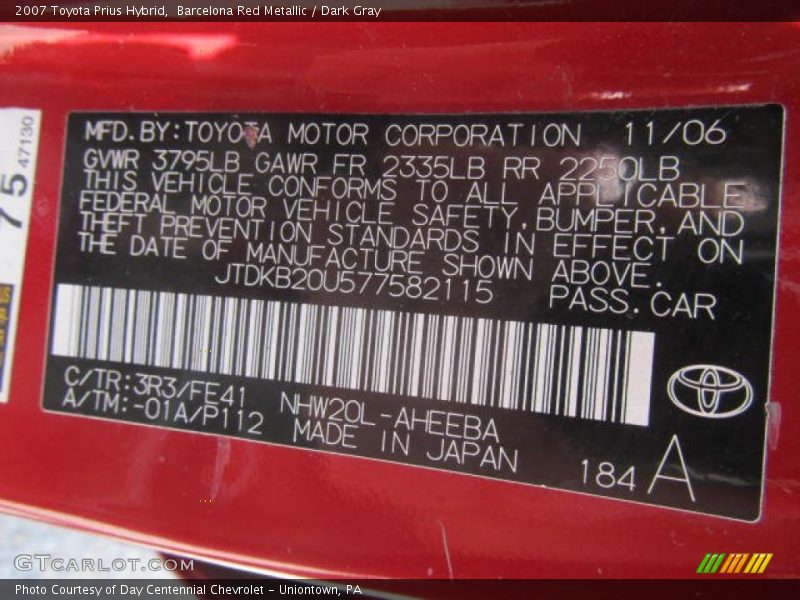 2007 Toyota Prius Hybrid,  Barcelona Red Metallic / Dark Gray
MFD. BY: TOYOTA MOTOR CORPORATION 11/06
GVWR 3795LB GAWR FR 2335LB RR 2250LB
THIS VEHICLE CONFORMS TO ALL APPLICABLE
FEDERAL MOTOR VEHICLE SAFETY, BUMPER, AND
THEFT PREVENTION STANDARDS IN EFFECT ON
THE DATE OF MANUFACTURE SHOWN ABOVE.
JTDKB20U577582115 PASS. CAR
C/TR: 3R3/FE41
A/TM: -01A/P112
NHW20L-AHEEBA
MADE IN JAPAN
184 A
75 47130
GTCARLOT.COM
Photo Courtesy of Day Centennial Chevrolet - Uniontown, PA